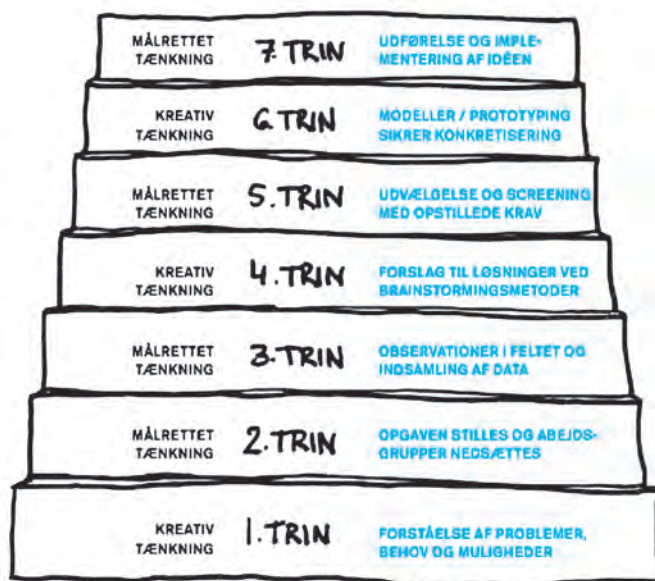 MÅLRETTET
TÆNKNING
7. TRIN
UDFØRELSE OG IMPLE-
MENTERING AF IDÉEN
KREATIV
TÆNKNING
6. TRIN
MODELLER / PROTOTYPING
SIKRER KONKRETISERING
MÅLRETTET
TÆNKNING
5. TRIN
UDVÆLGELSE OG SCREENING
MED OPSTILLEDE KRAV
KREATIV
TÆNKNING
4. TRIN
FORSLAG TIL LØSNINGER VED
BRAINSTORMINGSMETODER
MÅLRETTET
TÆNKNING
3. TRIN
OBSERVATIONER I FELTET OG
INDSAMLING AF DATA
MÅLRETTET
TÆNKNING
2. TRIN
OPGAVEN STILLES OG ABEJDS-
GRUPPER NEDSÆTTES
KREATIV
TÆNKNING
1. TRIN
FORSTÅELSE AF PROBLEMER,
BEHOV OG MULIGHEDER